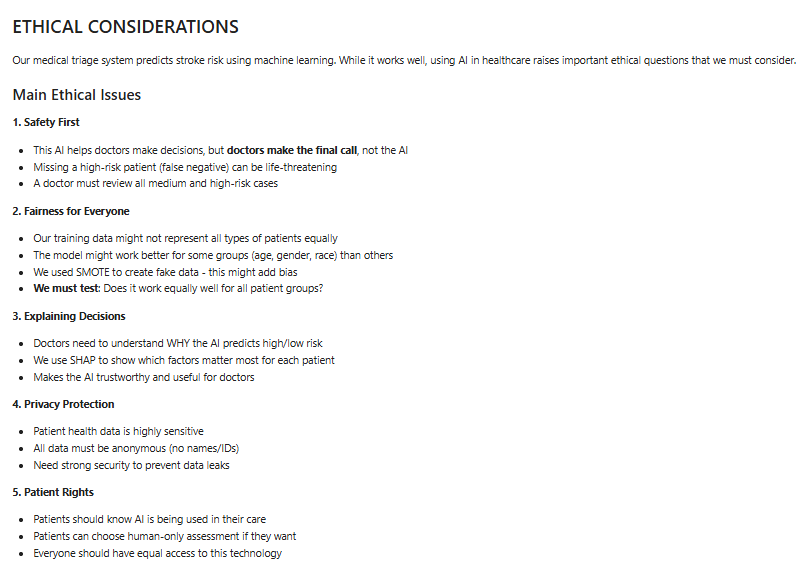 ETHICAL CONSIDERATIONS
Our medical triage system predicts stroke risk using machine learning. While it works well, using AI in healthcare raises important ethical questions that we must consider.
Main Ethical Issues
1. Safety First
• This AI helps doctors make decisions, but doctors make the final call, not the AI
• Missing a high-risk patient (false negative) can be life-threatening
• A doctor must review all medium and high-risk cases
2. Fairness for Everyone
• Our training data might not represent all types of patients equally
• The model might work better for some groups (age, gender, race) than others
• We used SMOTE to create fake data - this might add bias
• We must test: Does it work equally well for all patient groups?
3. Explaining Decisions
• Doctors need to understand WHY the AI predicts high/low risk
• We use SHAP to show which factors matter most for each patient
• Makes the AI trustworthy and useful for doctors
4. Privacy Protection
• Patient health data is highly sensitive
• All data must be anonymous (no names/IDs)
• Need strong security to prevent data leaks
5. Patient Rights
• Patients should know AI is being used in their care
• Patients can choose human-only assessment if they want
• Everyone should have equal access to this technology